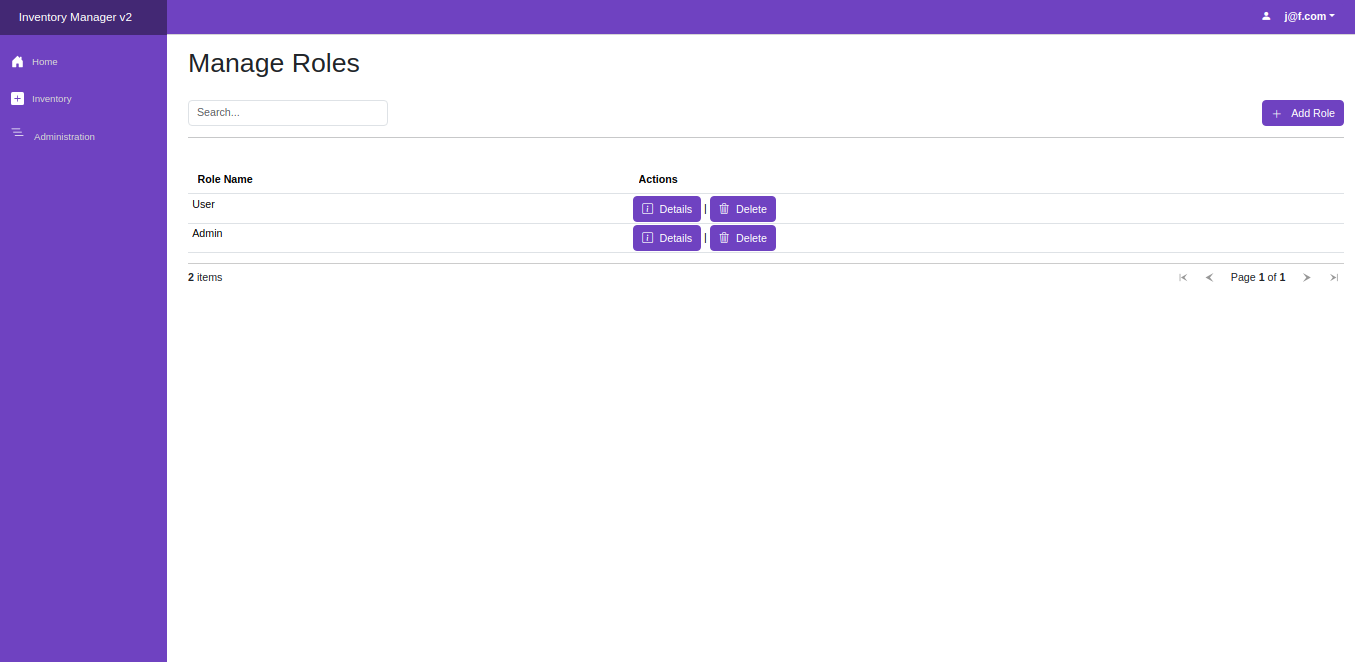 Inventory Manager v2
j@f.com
Home
Inventory
Administration
Manage Roles
Search...
Add Role
Role Name Actions
User Details | Delete
Admin Details | Delete
2 items Page 1 of 1